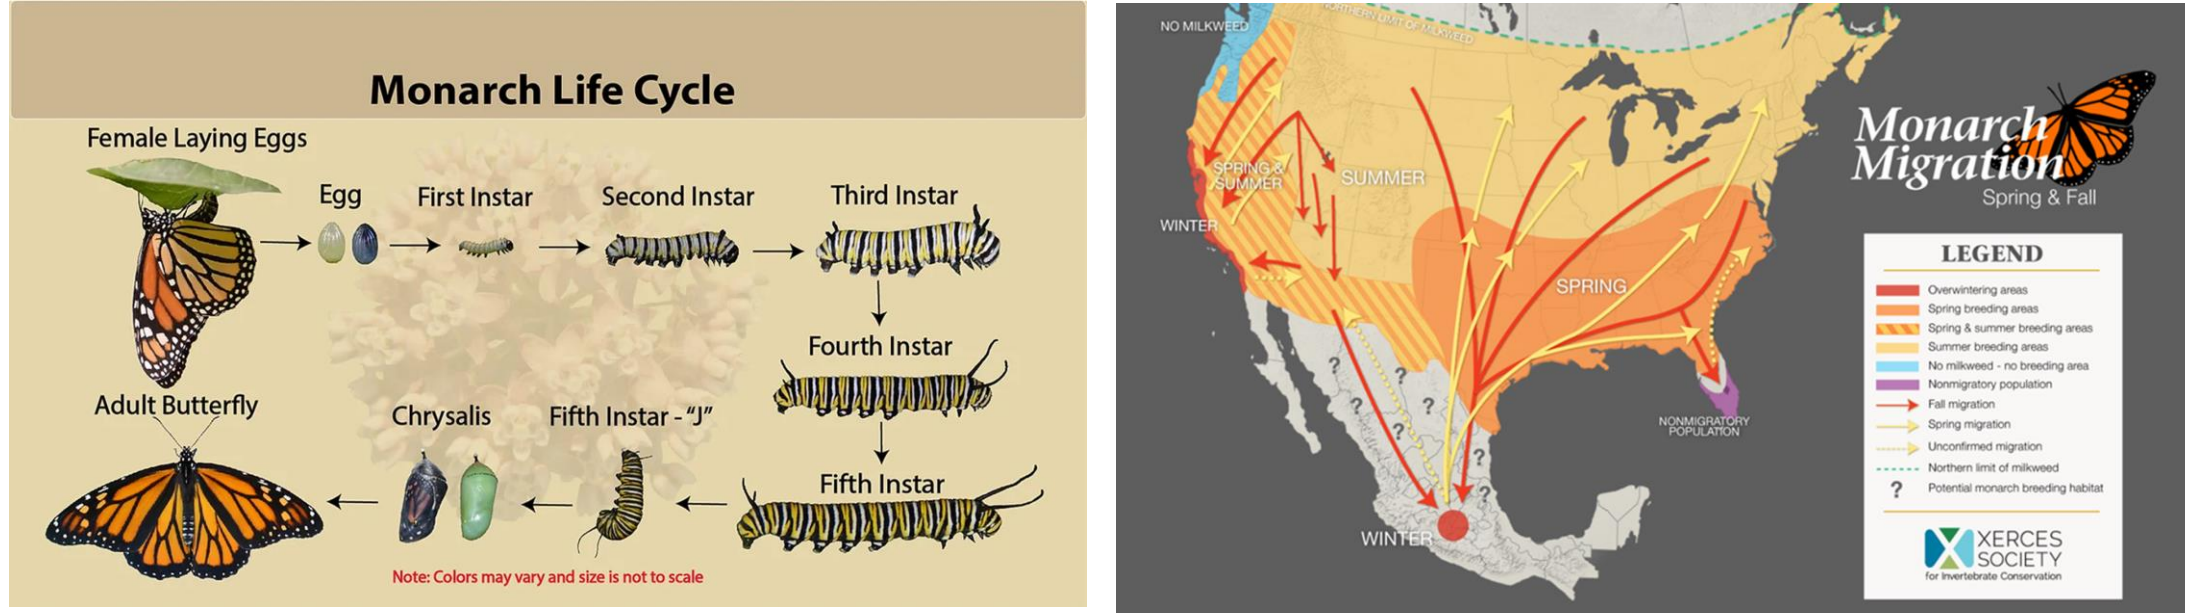 Monarch Life Cycle
Female Laying Eggs
Egg
First Instar
Second Instar
Third Instar
Fourth Instar
Fifth Instar
Fifth Instar - “J”
Chrysalis
Adult Butterfly
Note: Colors may vary and size is not to scale
NO MILKWEED
NORTHERN LIMIT OF MILKWEED
SPRING &
SUMMER
SUMMER
WINTER
SPRING
NONMIGRATORY
POPULATION
WINTER
?
?
?
?
?
?
?
Monarch
Migration
Spring & Fall
LEGEND
Overwintering areas
Spring breeding areas
Spring & summer breeding areas
Summer breeding areas
No milkweed - no breeding area
Nonmigratory population
Fall migration
Spring migration
Unconfirmed migration
Northern limit of milkweed
? Potential monarch breeding habitat
XERCES
SOCIETY
for Invertebrate Conservation